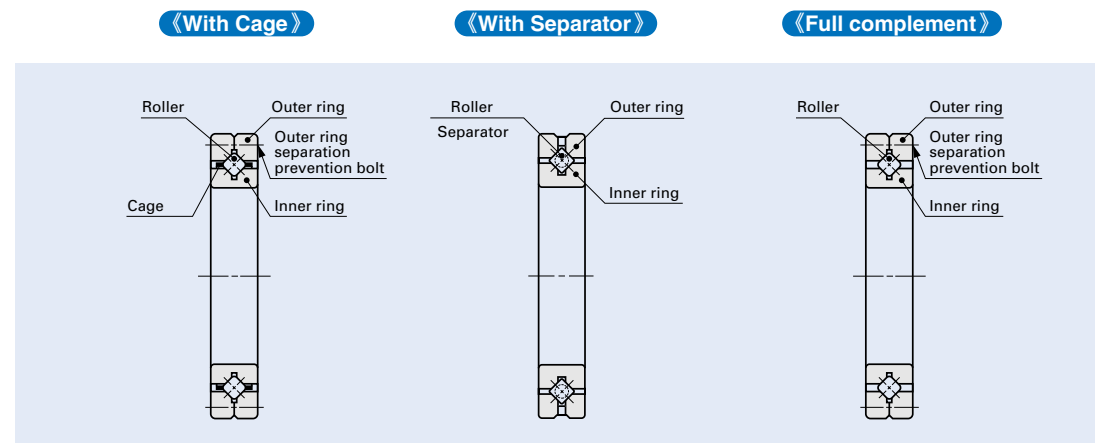 《With Cage》
《With Separator》
《Full complement》
Roller
Outer ring
Outer ring
separation
prevention bolt
Cage
Inner ring
Roller
Separator
Outer ring
Inner ring
Roller
Outer ring
Outer ring
separation
prevention bolt
Inner ring